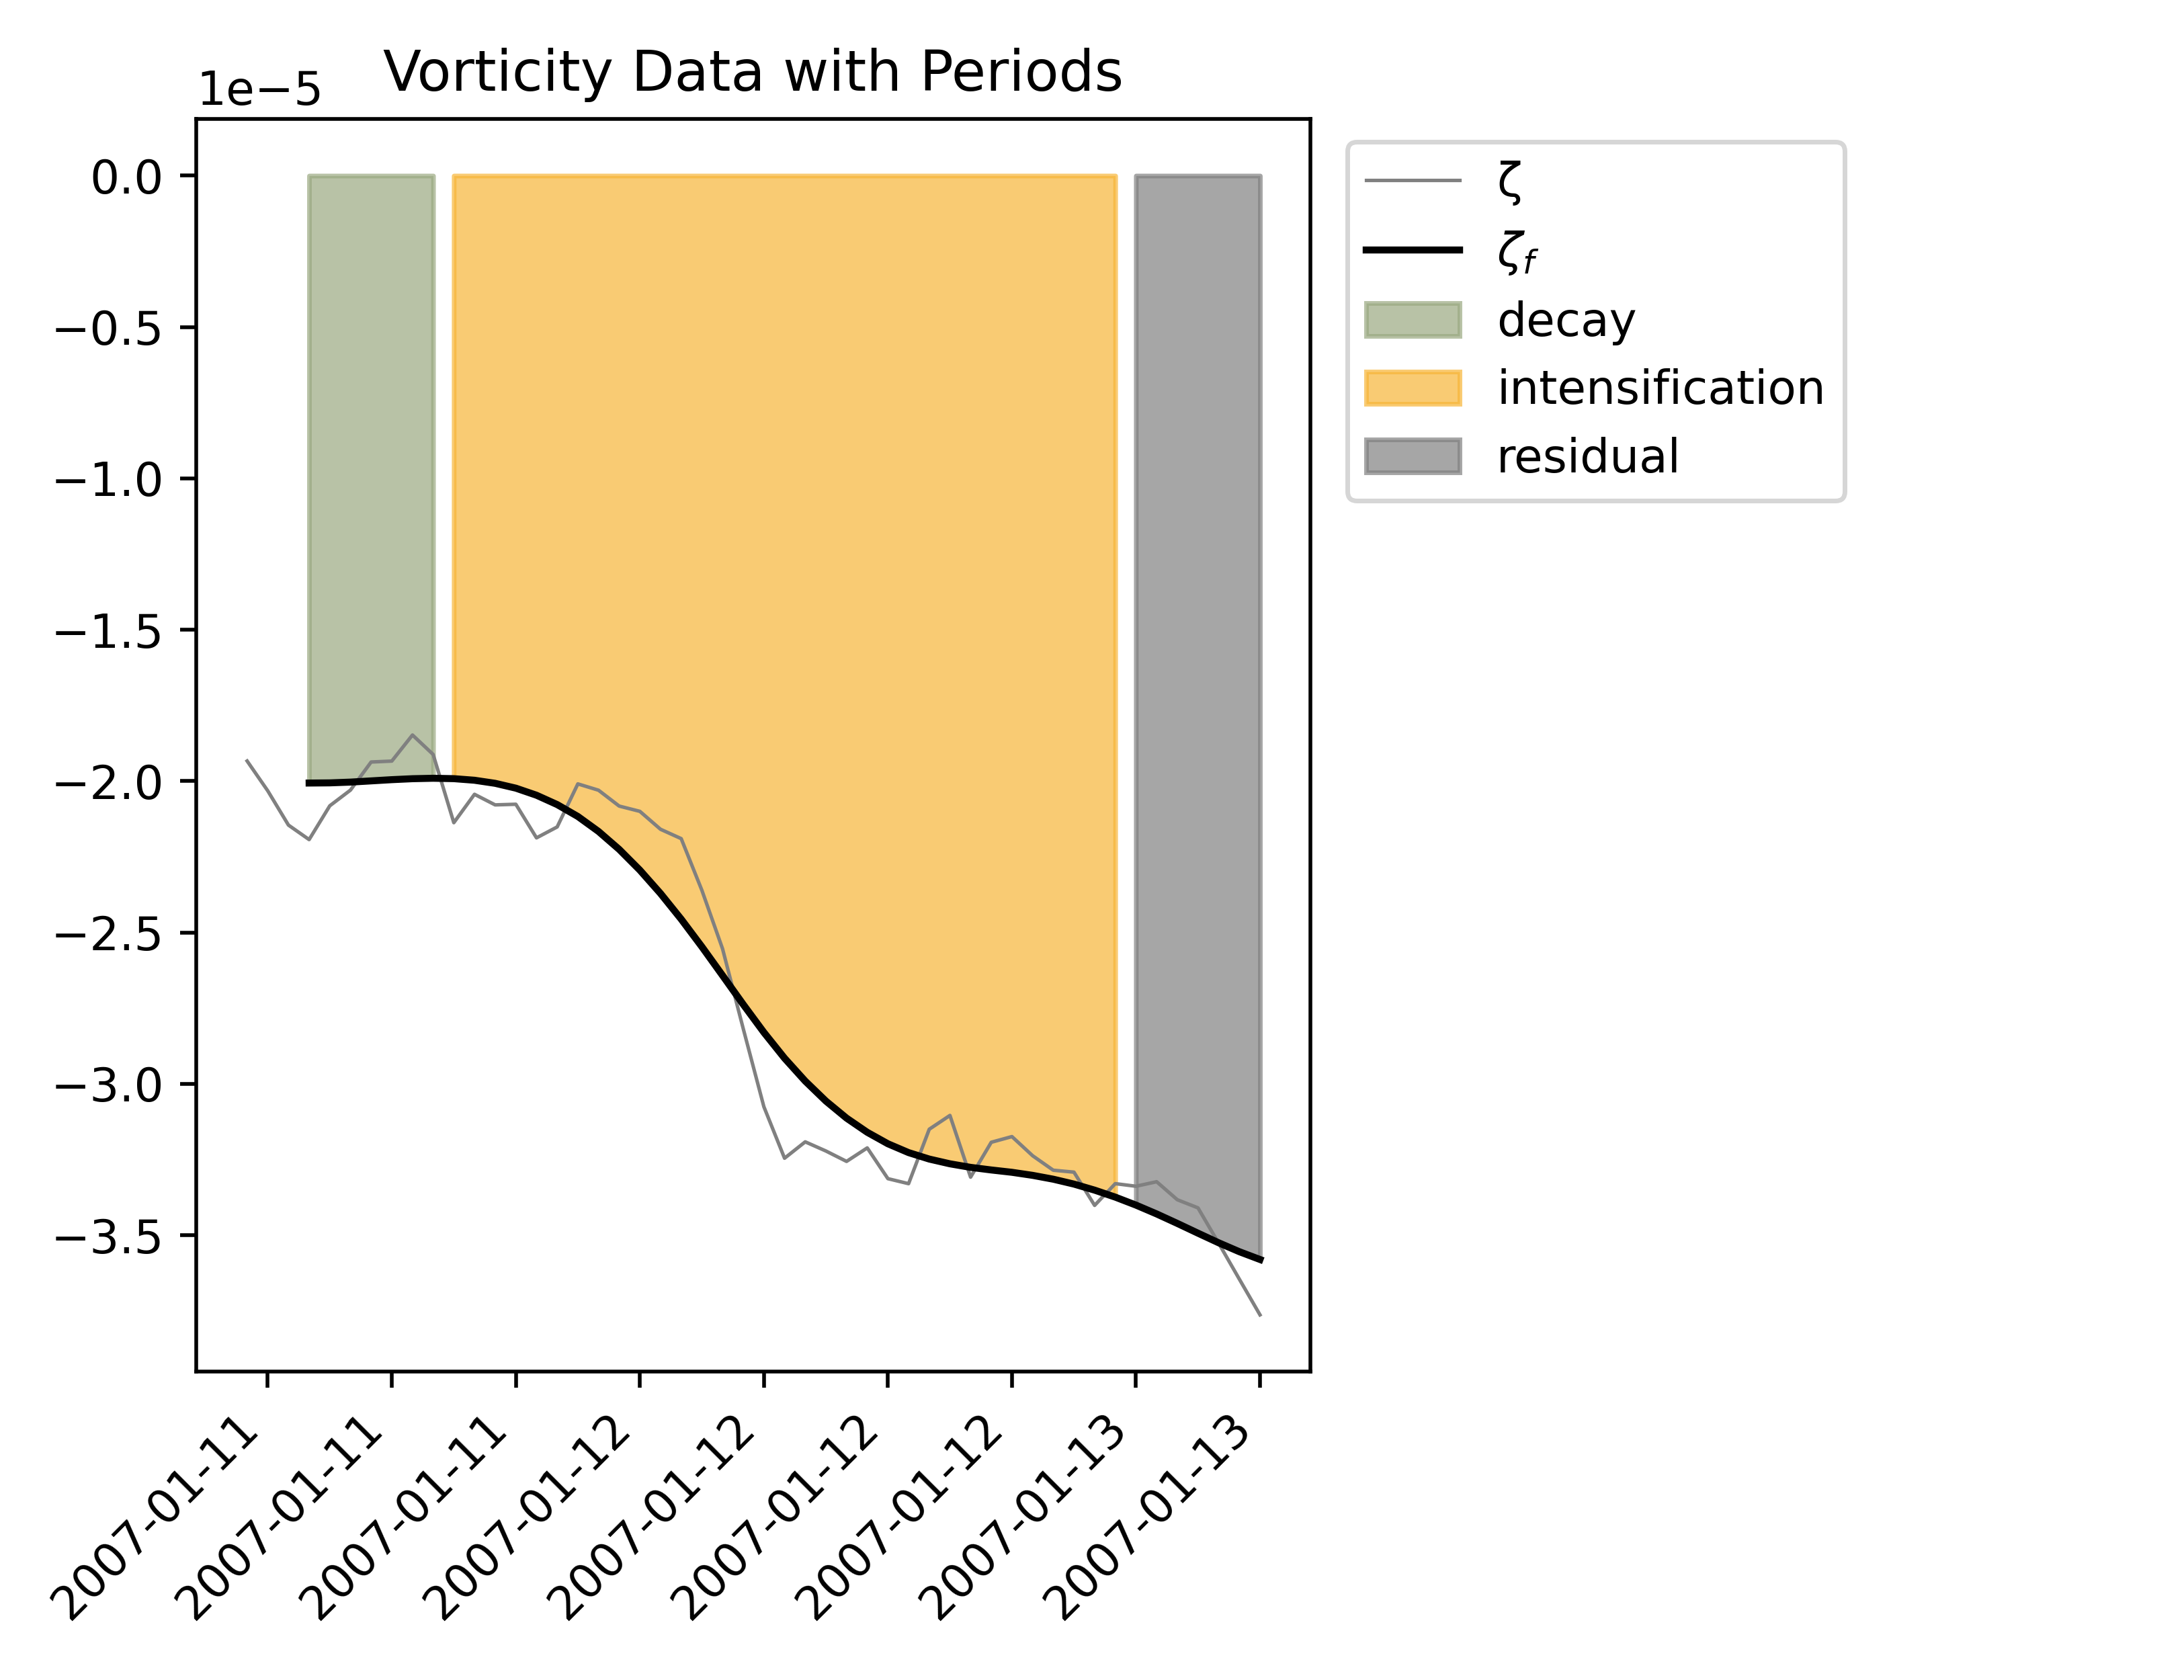 Vorticity Data with Periods
1e−5
0.0
−0.5
−1.0
−1.5
−2.0
−2.5
−3.0
−3.5
2007-01-11
2007-01-11
2007-01-11
2007-01-12
2007-01-12
2007-01-12
2007-01-12
2007-01-13
2007-01-13
ζ
ζf
decay
intensification
residual